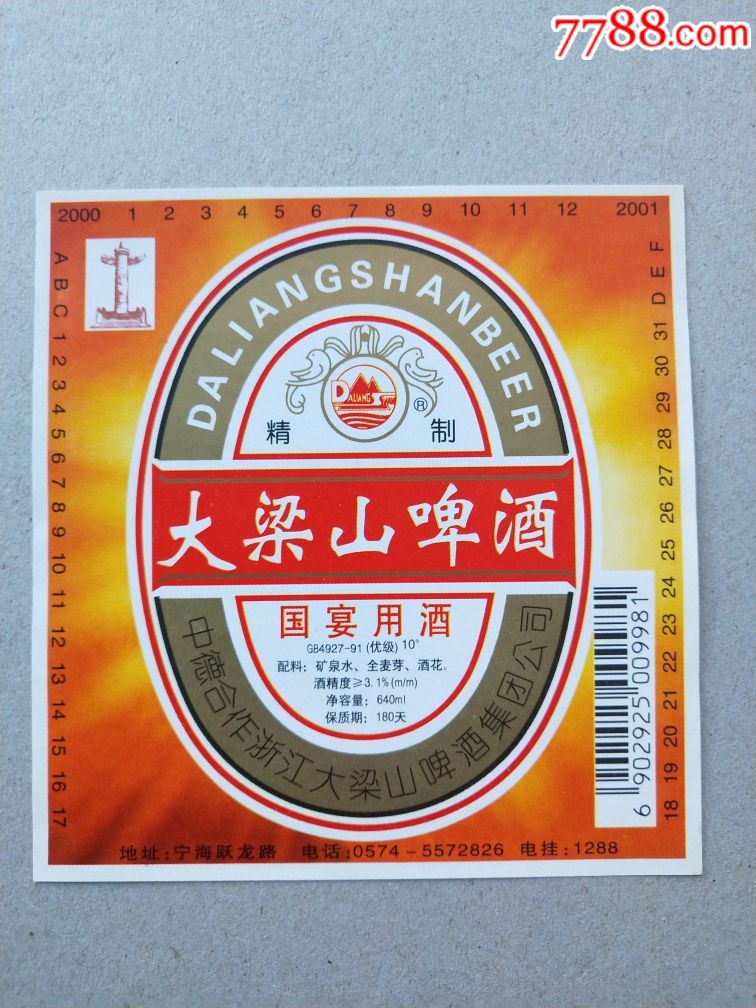 7788.com
2000 1 2 3 4 5 6 7 8 9 10 11 12 2001
A B C 1 2 3 4 5 6 7 8 9 10 11 12 13 14 15 16 17
DALIANGSHANBEER
DALIANG
®
精 制
大梁山啤酒
国宴用酒
GB4927-91 (优级) 10°
配料：矿泉水、全麦芽、酒花。
酒精度≥3.1%(m/m)
净容量：640ml
保质期：180天
中德合作浙江大梁山啤酒集团公司
18 19 20 21 22 23 24 25 26 27 28 29 30 31 D E F
6 902925 009981
地址:宁海跃龙路 电话:0574-5572826 电挂:1288